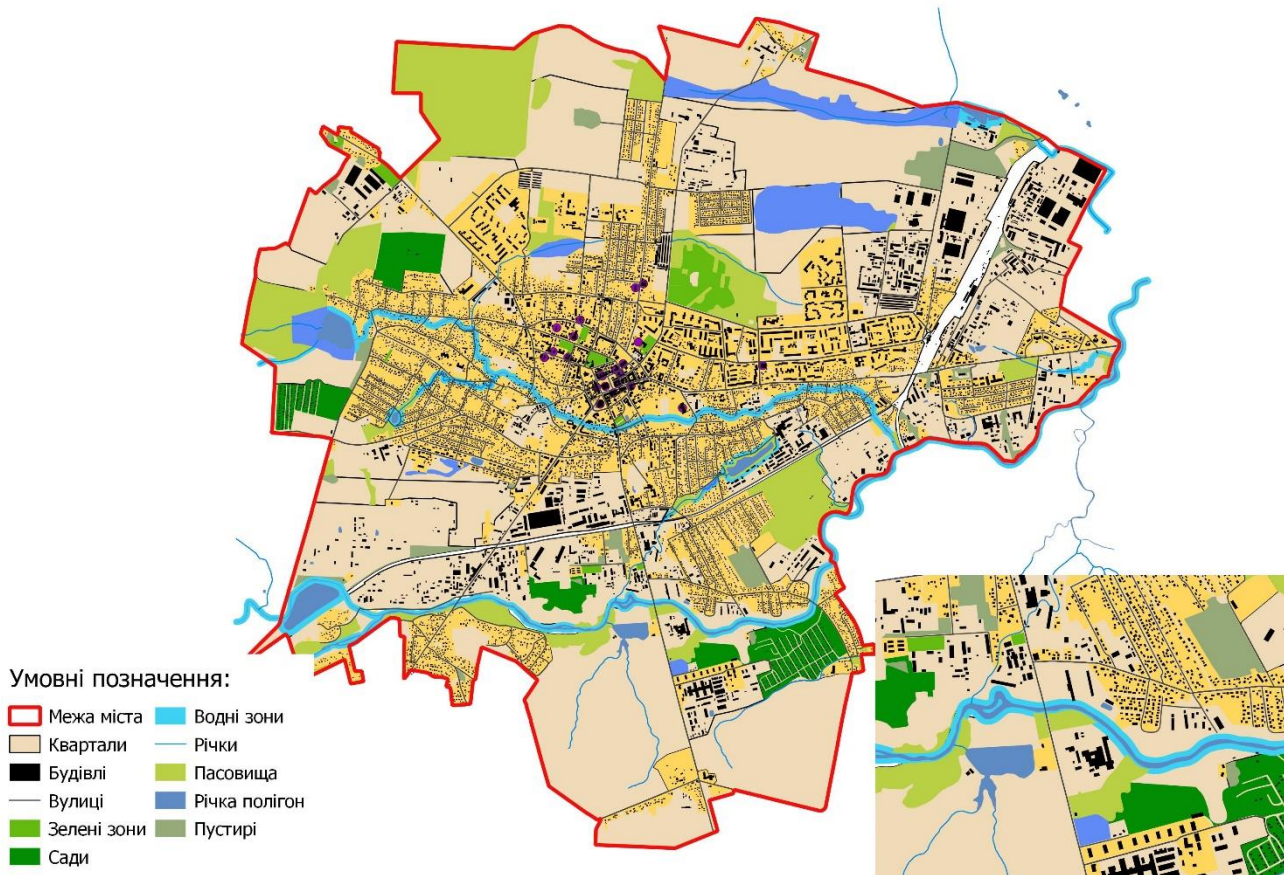 Умовні позначення:
Межа міста
Квартали
Будівлі
Вулиці
Зелені зони
Сади
Водні зони
Річки
Пасовища
Річка полігон
Пустирі